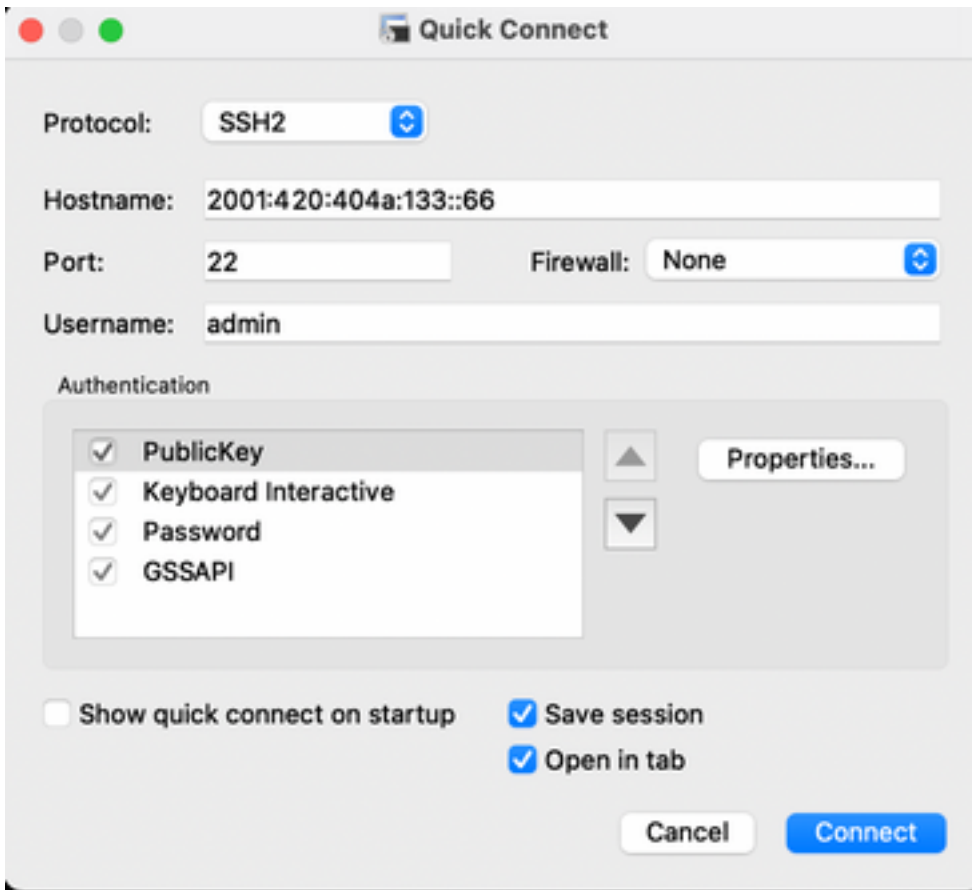 Quick Connect
Protocol: SSH2
Hostname: 2001:420:404a:133::66
Port: 22 Firewall: None
Username: admin
Authentication
PublicKey
Keyboard Interactive
Password
GSSAPI
Properties...
Show quick connect on startup Save session
Open in tab
Cancel Connect